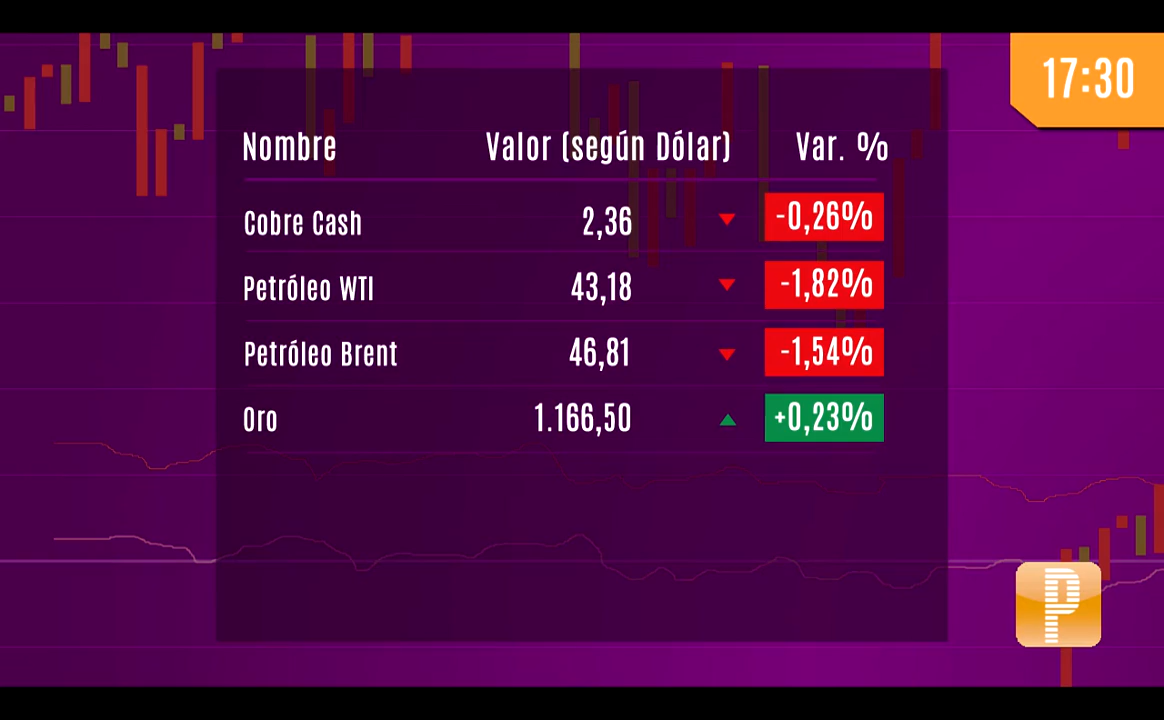 17:30
Nombre Valor (según Dólar) Var. %
Cobre Cash 2,36 -0,26%
Petróleo WTI 43,18 -1,82%
Petróleo Brent 46,81 -1,54%
Oro 1.166,50 +0,23%
P